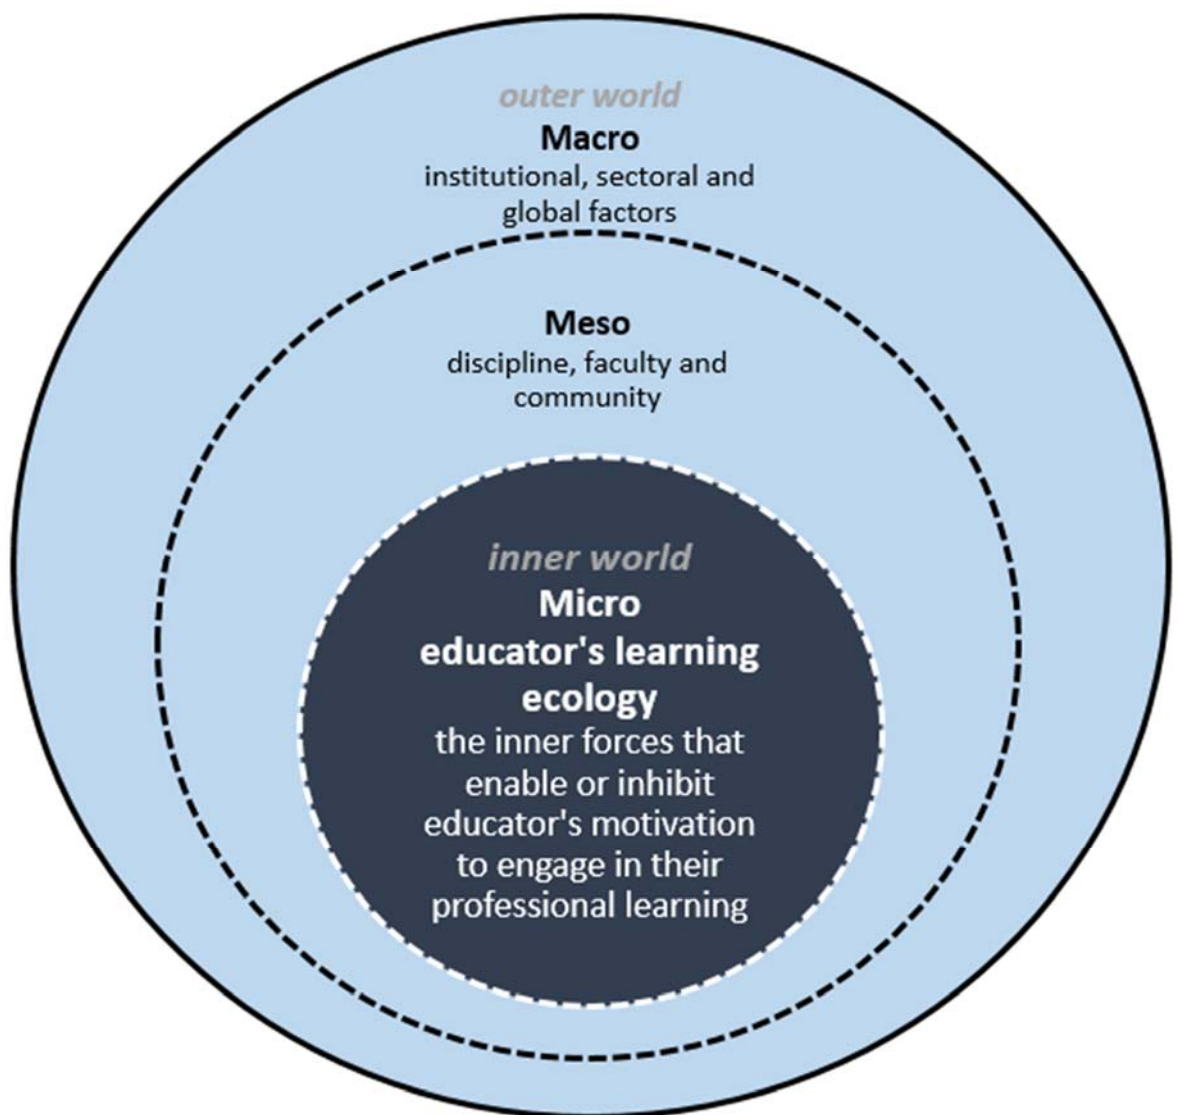 outer world
Macro
institutional, sectoral and
global factors
Meso
discipline, faculty and
community
inner world
Micro
educator's learning
ecology
the inner forces that
enable or inhibit
educator's motivation
to engage in their
professional learning